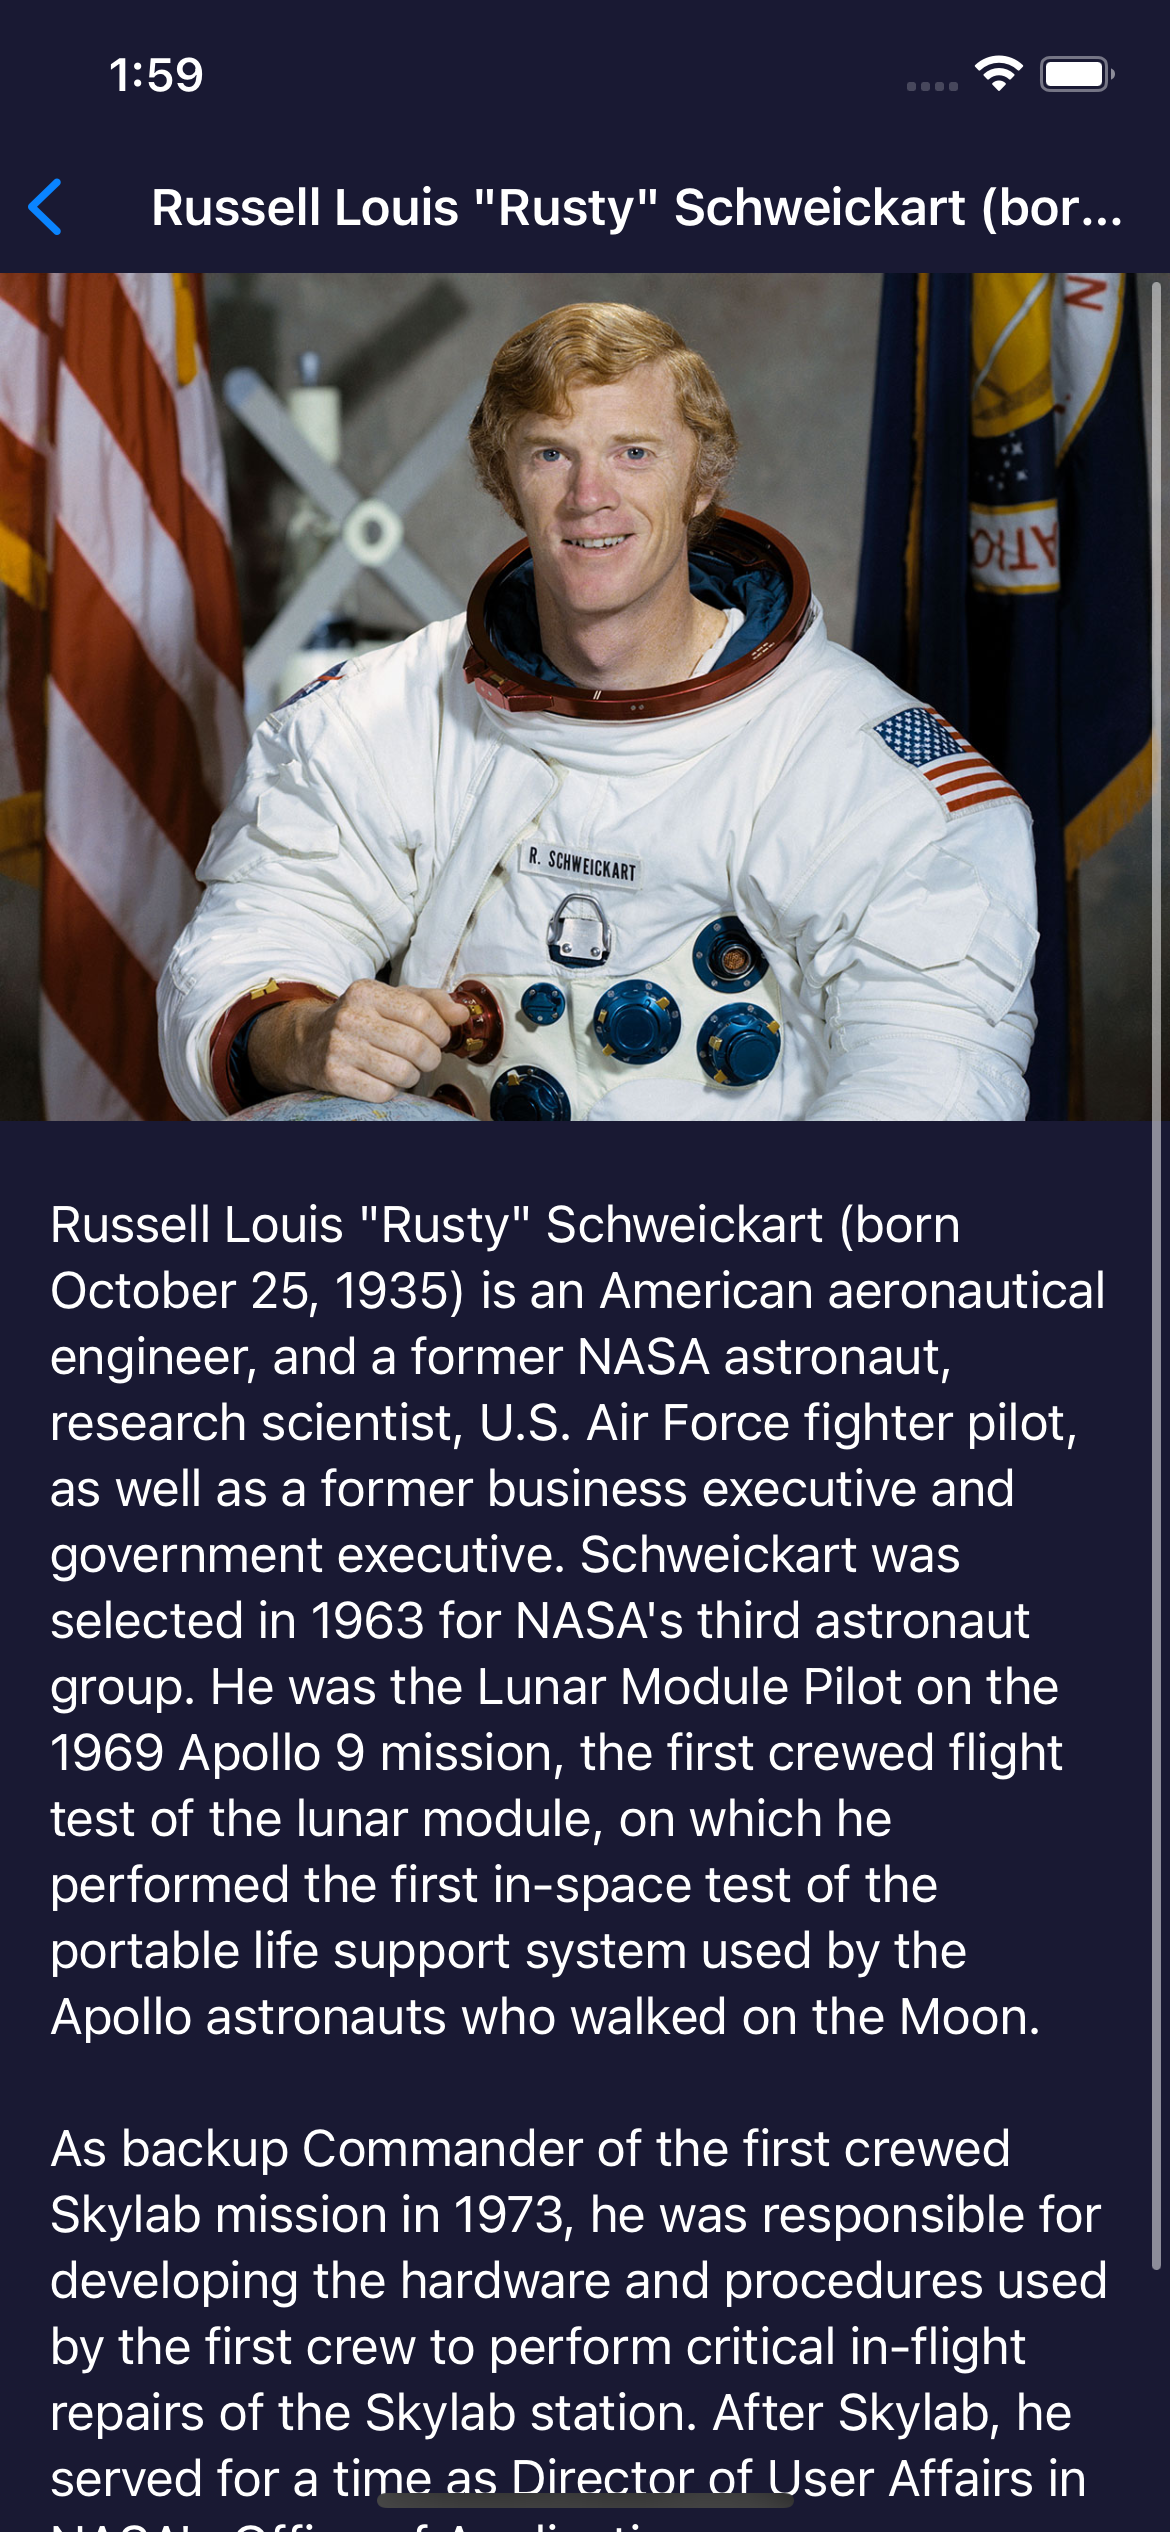 1:59
Russell Louis "Rusty" Schweickart (bor...
N
R. SCHWEICKART
Russell Louis "Rusty" Schweickart (born
October 25, 1935) is an American aeronautical
engineer, and a former NASA astronaut,
research scientist, U.S. Air Force fighter pilot,
as well as a former business executive and
government executive. Schweickart was
selected in 1963 for NASA's third astronaut
group. He was the Lunar Module Pilot on the
1969 Apollo 9 mission, the first crewed flight
test of the lunar module, on which he
performed the first in-space test of the
portable life support system used by the
Apollo astronauts who walked on the Moon.
As backup Commander of the first crewed
Skylab mission in 1973, he was responsible for
developing the hardware and procedures used
by the first crew to perform critical in-flight
repairs of the Skylab station. After Skylab, he
served for a time as Director of User Affairs in